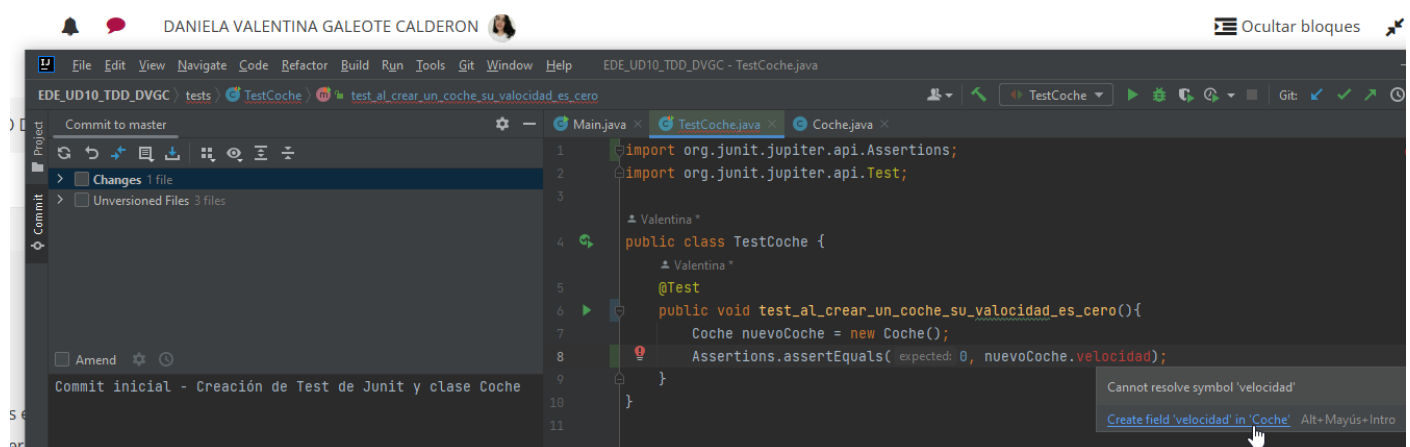 DANIELA VALENTINA GALEOTE CALDERON
Ocultar bloques
IJ File Edit View Navigate Code Refactor Build Run Tools Git Window Help EDE_UD10_TDD_DVGC - TestCoche.java
EDE_UD10_TDD_DVGC tests TestCoche test_al_crear_un_coche_su_valocidad_es_cero
TestCoche
Git:
Project
Commit
Commit to master
Main.java TestCoche.java Coche.java
Changes 1 file
Unversioned Files 3 files
Amend
Commit inicial - Creación de Test de Junit y clase Coche
1 import org.junit.jupiter.api.Assertions;
2 import org.junit.jupiter.api.Test;
3
Valentina *
4 public class TestCoche {
Valentina *
5 @Test
6 public void test_al_crear_un_coche_su_valocidad_es_cero(){
7 Coche nuevoCoche = new Coche();
8 Assertions.assertEquals( expected: 0, nuevoCoche.velocidad);
9 }
10 }
11
Cannot resolve symbol 'velocidad'
Create field 'velocidad' in 'Coche' Alt+Mayús+Intro